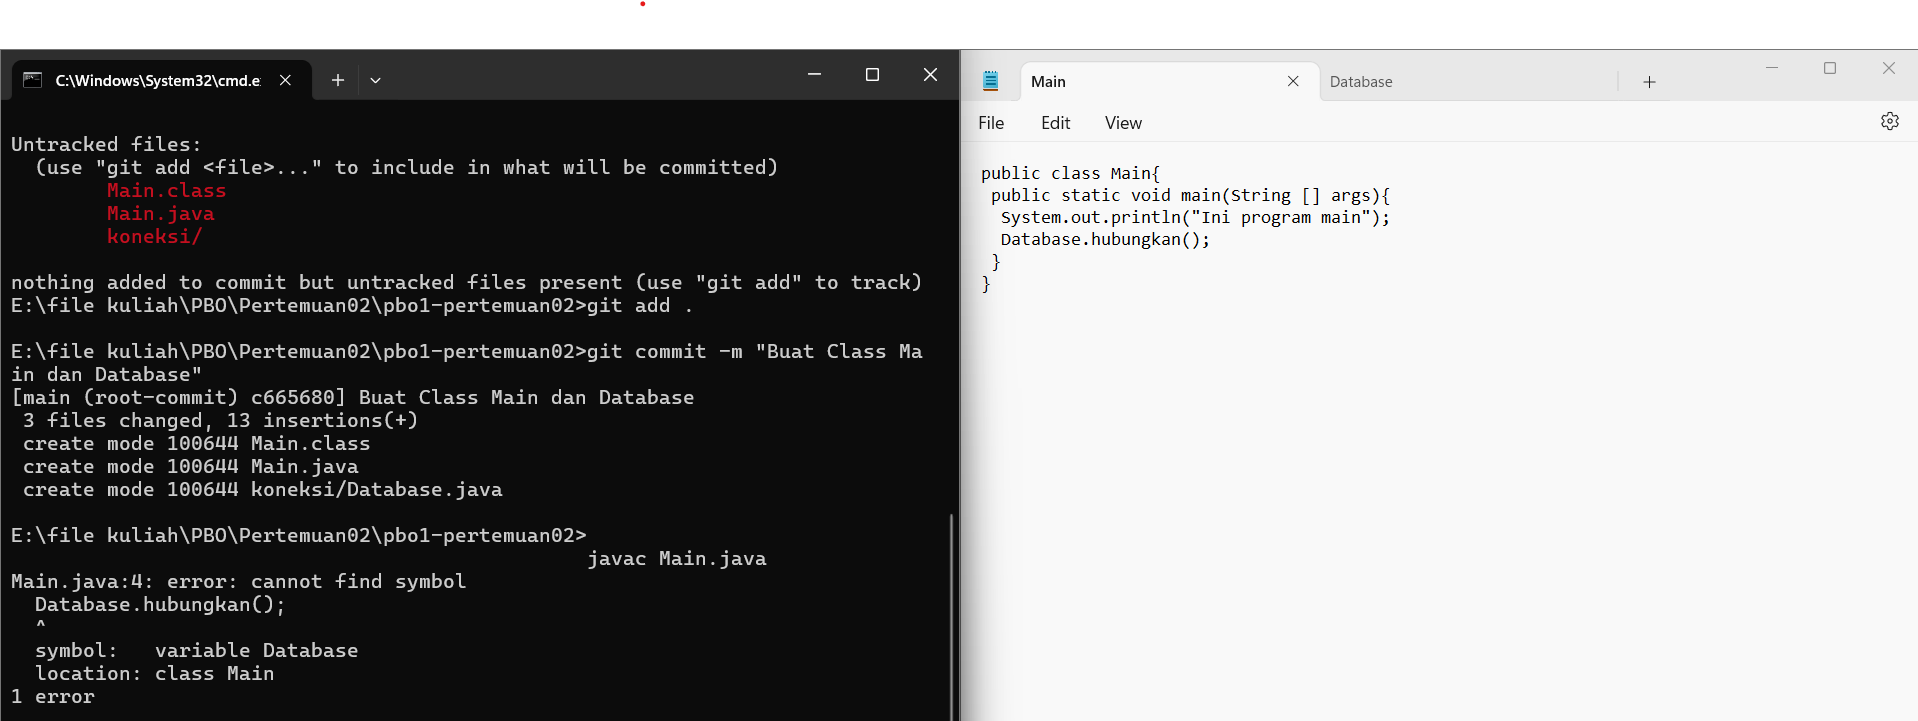 C:\Windows\System32\cmd.e
Untracked files:
(use "git add <file>..." to include in what will be committed)
Main.class
Main.java
koneksi/
nothing added to commit but untracked files present (use "git add" to track)
E:\file kuliah\PBO\Pertemuan02\pbo1-pertemuan02>git add .
E:\file kuliah\PBO\Pertemuan02\pbo1-pertemuan02>git commit -m "Buat Class Ma
in dan Database"
[main (root-commit) c665680] Buat Class Main dan Database
3 files changed, 13 insertions(+)
create mode 100644 Main.class
create mode 100644 Main.java
create mode 100644 koneksi/Database.java
E:\file kuliah\PBO\Pertemuan02\pbo1-pertemuan02>
javac Main.java
Main.java:4: error: cannot find symbol
Database.hubungkan();
^
symbol:   variable Database
location: class Main
1 error
Main Database
File Edit View
public class Main{
public static void main(String [] args){
System.out.println("Ini program main");
Database.hubungkan();
}
}